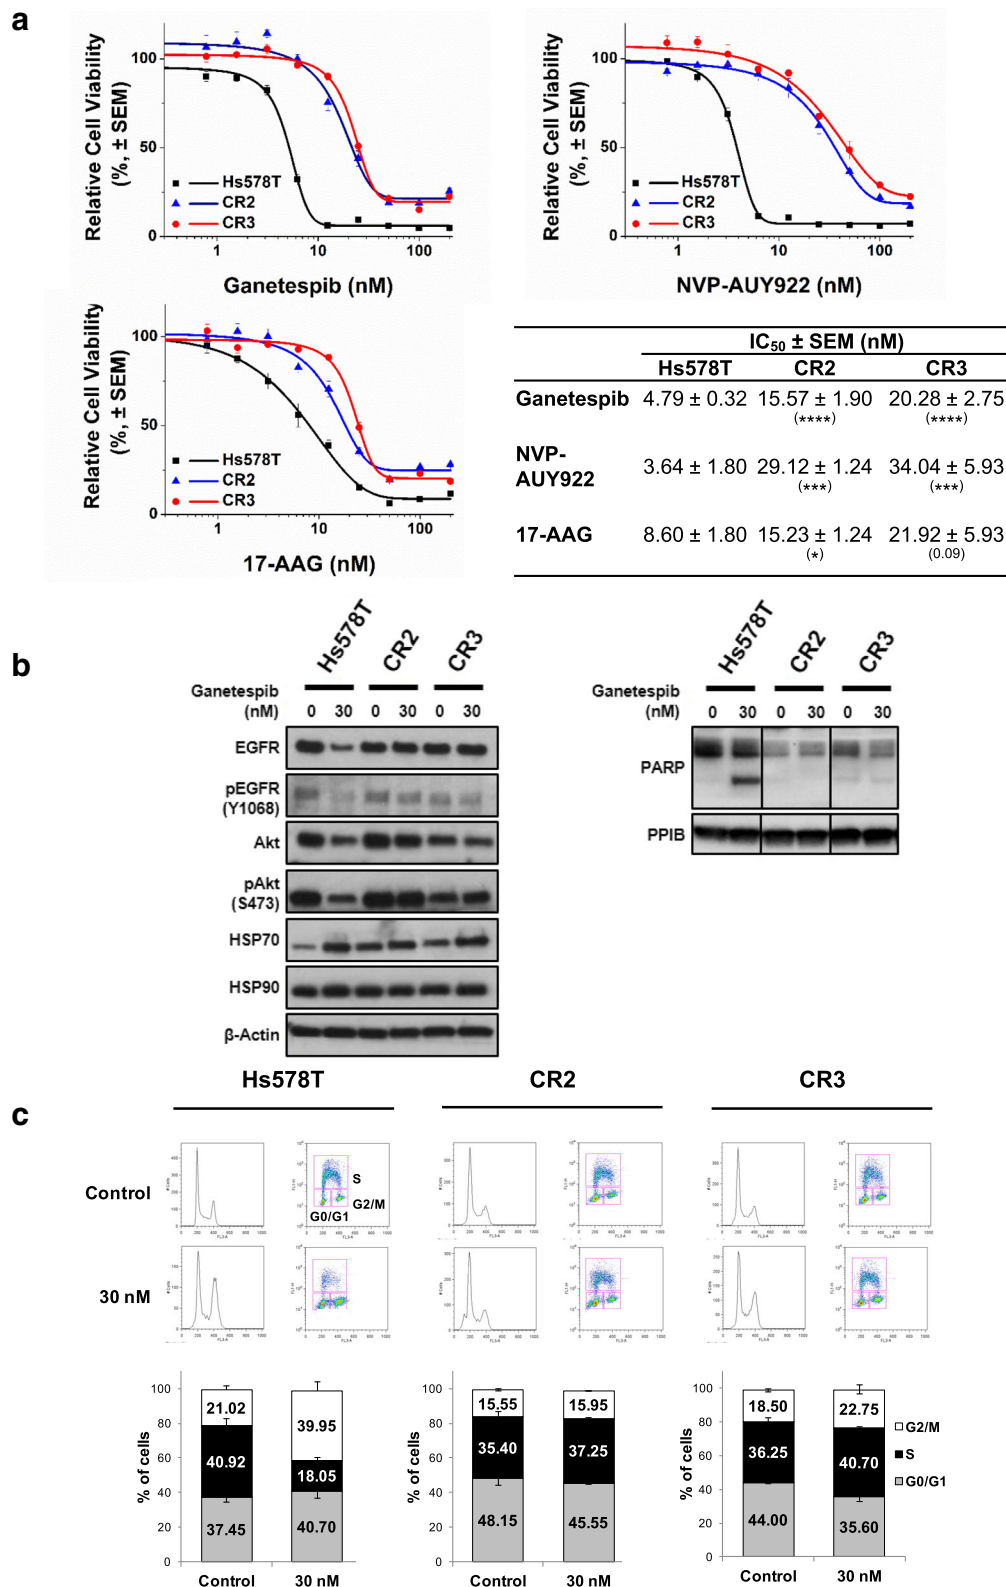 a
Relative Cell Viability
(%, ± SEM)
100
50
0
Hs578T
CR2
CR3
1
10
100
Ganetespib (nM)
Relative Cell Viability
(%, ± SEM)
100
50
0
Hs578T
CR2
CR3
1
10
100
NVP-AUY922 (nM)
Relative Cell Viability
(%, ± SEM)
100
50
0
Hs578T
CR2
CR3
1
10
100
17-AAG (nM)
IC50 ± SEM (nM)
Hs578T CR2 CR3
Ganetespib 4.79 ± 0.32 15.57 ± 1.90 20.28 ± 2.75
(****) (****)
NVP-
AUY922 3.64 ± 1.80 29.12 ± 1.24 34.04 ± 5.93
(***) (***)
17-AAG 8.60 ± 1.80 15.23 ± 1.24 21.92 ± 5.93
(*) (0.09)
b
Hs578T CR2 CR3
Ganetespib
(nM) 0 30 0 30 0 30
EGFR
pEGFR
(Y1068)
Akt
pAkt
(S473)
HSP70
HSP90
β-Actin
Hs578T CR2 CR3
Ganetespib
(nM) 0 30 0 30 0 30
PARP
PPIB
c
Hs578T CR2 CR3
Control
S
G2/M
G0/G1
30 nM
% of cells
100
80
60
40
20
0
21.02
40.92
37.45
39.95
18.05
40.70
Control 30 nM
% of cells
100
80
60
40
20
0
15.55
35.40
48.15
15.95
37.25
45.55
Control 30 nM
% of cells
100
80
60
40
20
0
18.50
36.25
44.00
22.75
40.70
35.60
Control 30 nM
G2/M
S
G0/G1